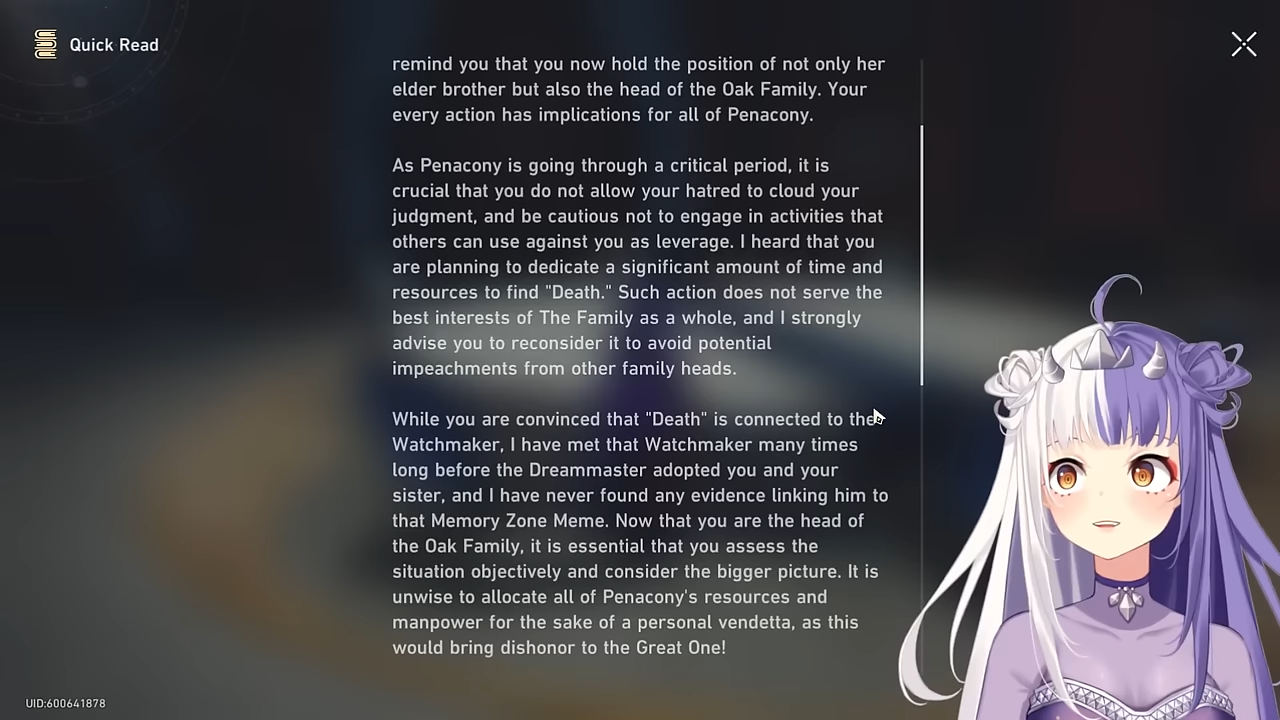 Quick Read
remind you that you now hold the position of not only her
elder brother but also the head of the Oak Family. Your
every action has implications for all of Penacony.
As Penacony is going through a critical period, it is
crucial that you do not allow your hatred to cloud your
judgment, and be cautious not to engage in activities that
others can use against you as leverage. I heard that you
are planning to dedicate a significant amount of time and
resources to find "Death." Such action does not serve the
best interests of The Family as a whole, and I strongly
advise you to reconsider it to avoid potential
impeachments from other family heads.
While you are convinced that "Death" is connected to the
Watchmaker, I have met that Watchmaker many times
long before the Dreammaster adopted you and your
sister, and I have never found any evidence linking him to
that Memory Zone Meme. Now that you are the head of
the Oak Family, it is essential that you assess the
situation objectively and consider the bigger picture. It is
unwise to allocate all of Penacony's resources and
manpower for the sake of a personal vendetta, as this
would bring dishonor to the Great One!
UID:600641878